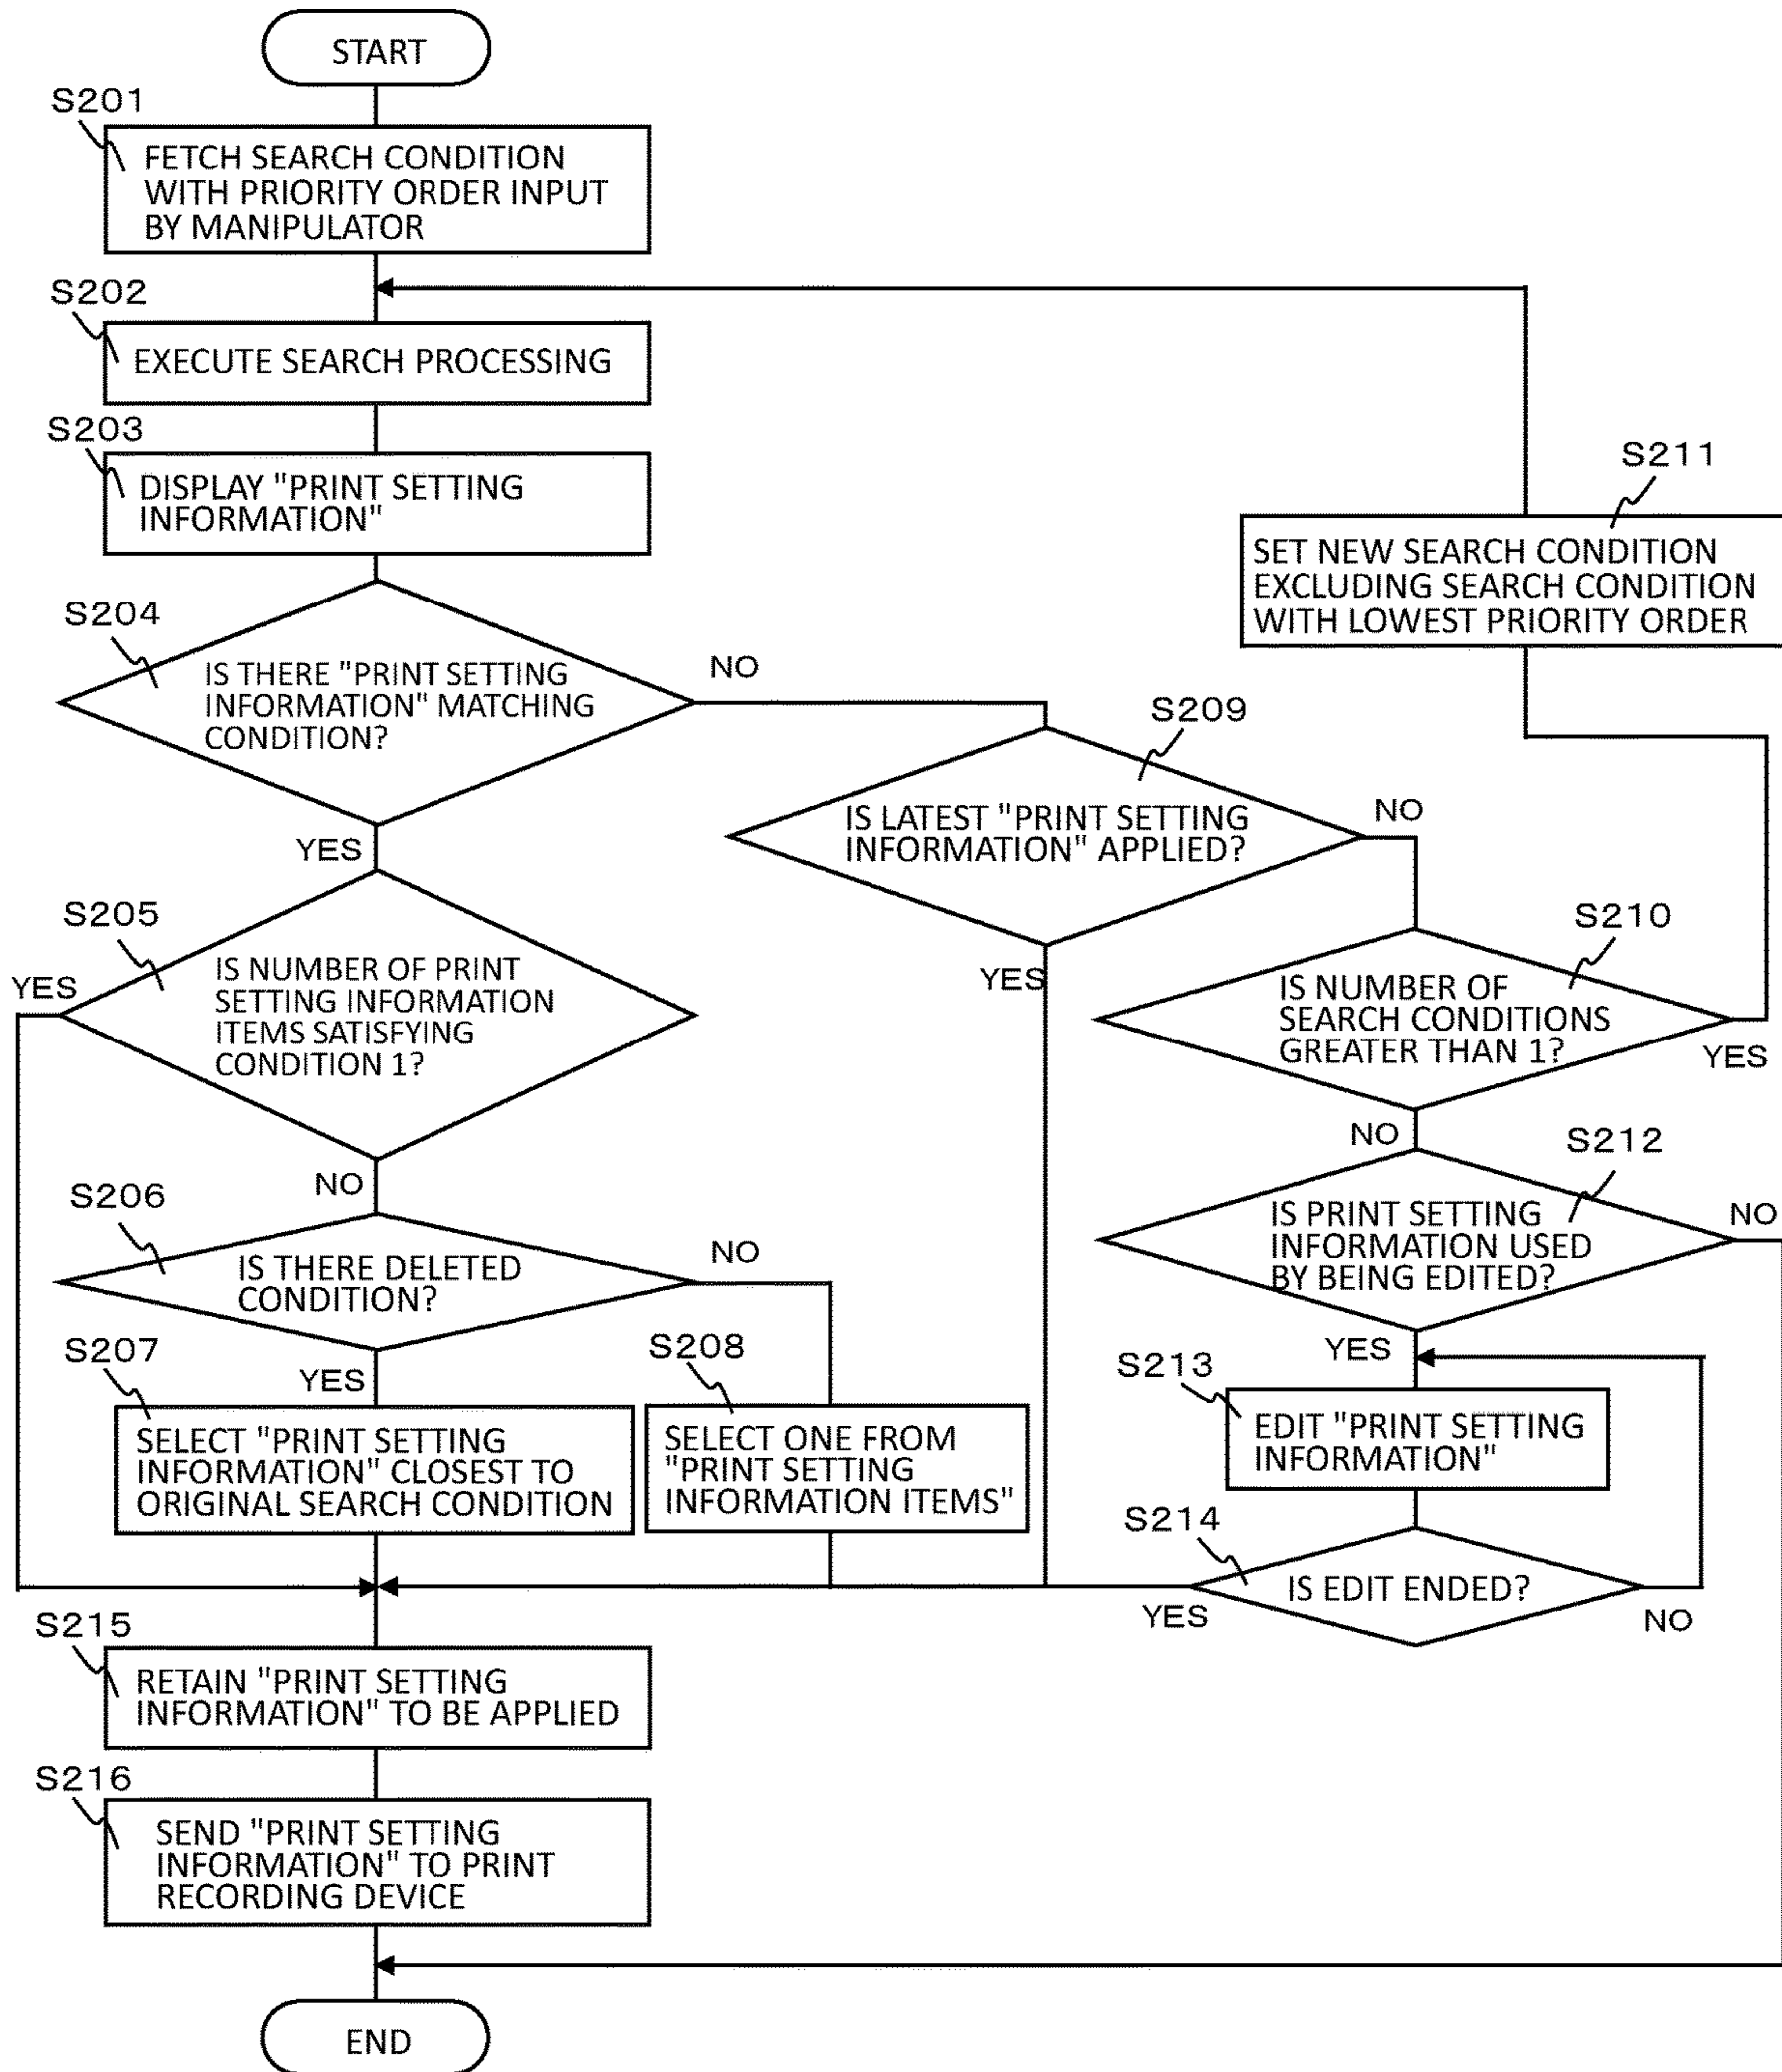 START
S201
FETCH SEARCH CONDITION
WITH PRIORITY ORDER INPUT
BY MANIPULATOR
S202
EXECUTE SEARCH PROCESSING
S203
DISPLAY "PRINT SETTING
INFORMATION"
S211
SET NEW SEARCH CONDITION
EXCLUDING SEARCH CONDITION
WITH LOWEST PRIORITY ORDER
S204
IS THERE "PRINT SETTING
INFORMATION" MATCHING
CONDITION?
NO
YES
S209
IS LATEST "PRINT SETTING
INFORMATION" APPLIED?
NO
YES
S205
IS NUMBER OF PRINT
SETTING INFORMATION
ITEMS SATISFYING
CONDITION 1?
YES
NO
S210
IS NUMBER OF
SEARCH CONDITIONS
GREATER THAN 1?
YES
NO
S206
IS THERE DELETED
CONDITION?
NO
YES
S212
IS PRINT SETTING
INFORMATION USED
BY BEING EDITED?
NO
YES
S207
SELECT "PRINT SETTING
INFORMATION" CLOSEST TO
ORIGINAL SEARCH CONDITION
S208
SELECT ONE FROM
"PRINT SETTING
INFORMATION ITEMS"
S213
EDIT "PRINT SETTING
INFORMATION"
S214
IS EDIT ENDED?
YES
NO
S215
RETAIN "PRINT SETTING
INFORMATION" TO BE APPLIED
S216
SEND "PRINT SETTING
INFORMATION" TO PRINT
RECORDING DEVICE
END